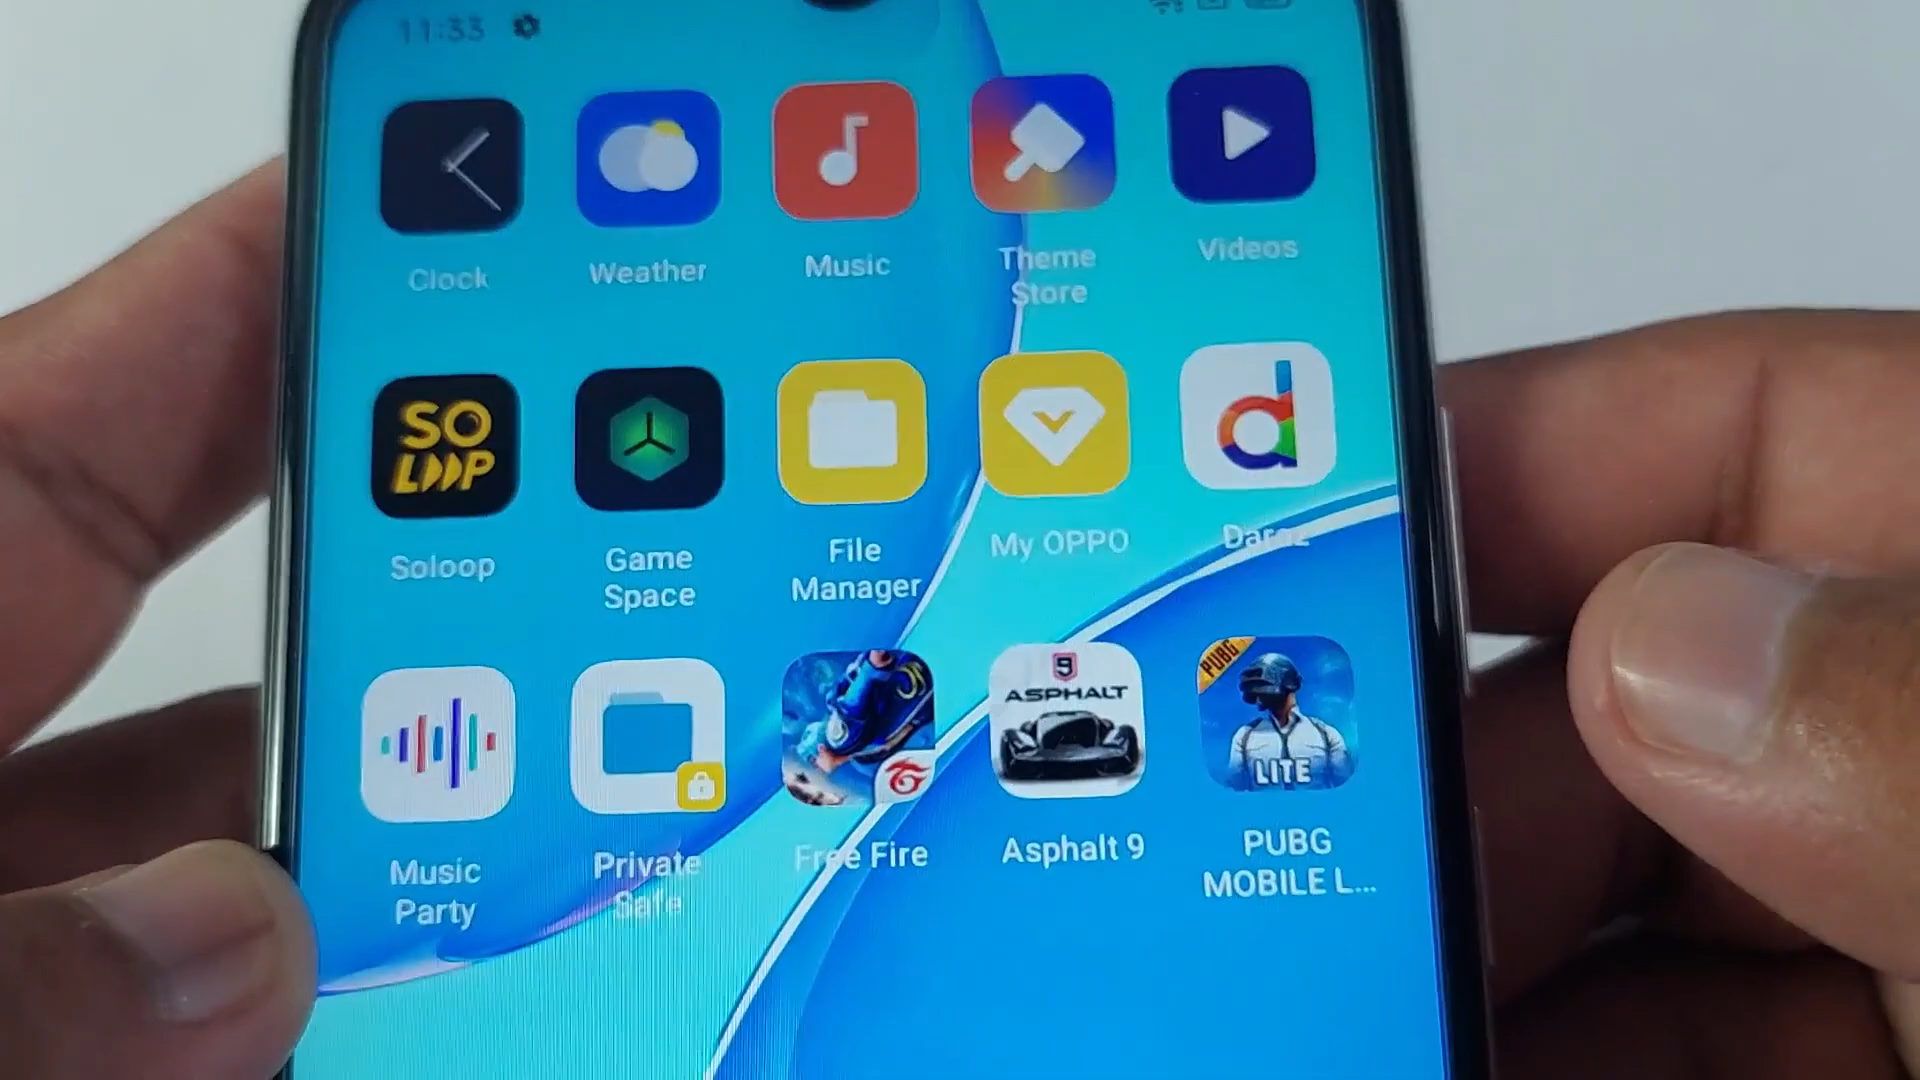 11:33
Clock
Weather
Music
Theme
Store
Videos
SO
LOOP
Soloop
Game
Space
File
Manager
My OPPO
Daraz
Music
Party
Private
Safe
Free Fire
9
ASPHALT
Asphalt 9
PUBG
LITE
PUBG
MOBILE L...